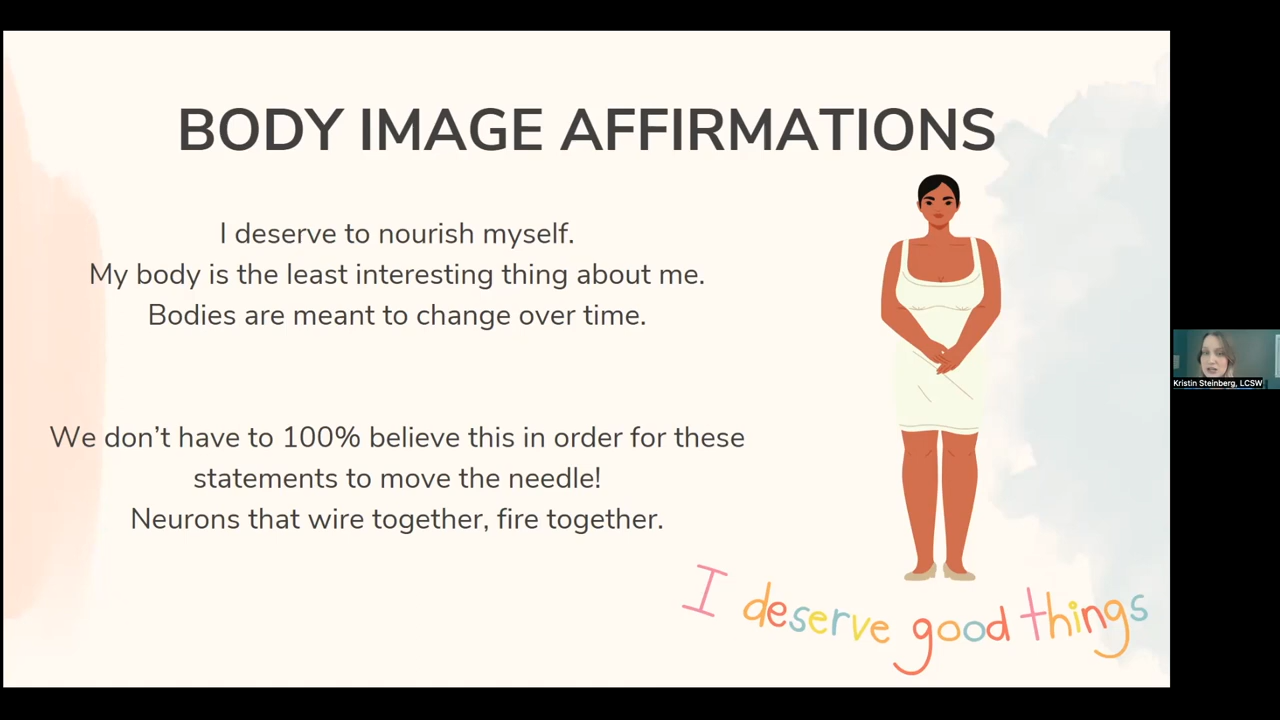 BODY IMAGE AFFIRMATIONS
I deserve to nourish myself.
My body is the least interesting thing about me.
Bodies are meant to change over time.
We don’t have to 100% believe this in order for these
statements to move the needle!
Neurons that wire together, fire together.
I deserve good things
Kristin Steinberg, LCSW